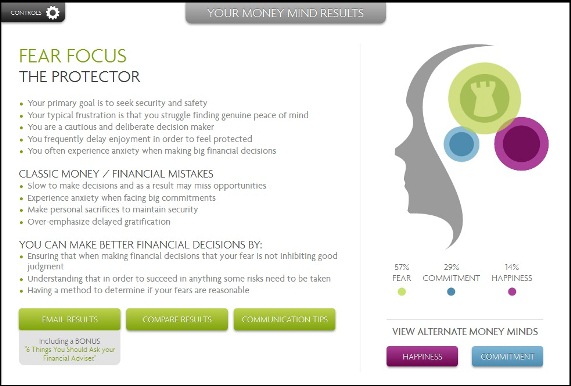 CONTROLS
YOUR MONEY MIND RESULTS
FEAR FOCUS
THE PROTECTOR
Your primary goal is to seek security and safety
Your typical frustration is that you struggle finding genuine peace of mind
You are a cautious and deliberate decision maker
You frequently delay enjoyment in order to feel protected
You often experience anxiety when making big financial decisions
CLASSIC MONEY / FINANCIAL MISTAKES
Slow to make decisions and as a result may miss opportunities
Experience anxiety when facing big commitments
Make personal sacrifices to maintain security
Over-emphasize delayed gratification
YOU CAN MAKE BETTER FINANCIAL DECISIONS BY:
Ensuring that when making financial decisions that your fear is not inhibiting good
judgment
Understanding that in order to succeed in anything some risks need to be taken
Having a method to determine if your fears are reasonable
EMAIL RESULTS
COMPARE RESULTS
COMMUNICATION TIPS
Including a BONUS
"6 Things You Should Ask your
Financial Adviser"
57%
FEAR
29%
COMMITMENT
14%
HAPPINESS
VIEW ALTERNATE MONEY MINDS
HAPPINESS
COMMITMENT